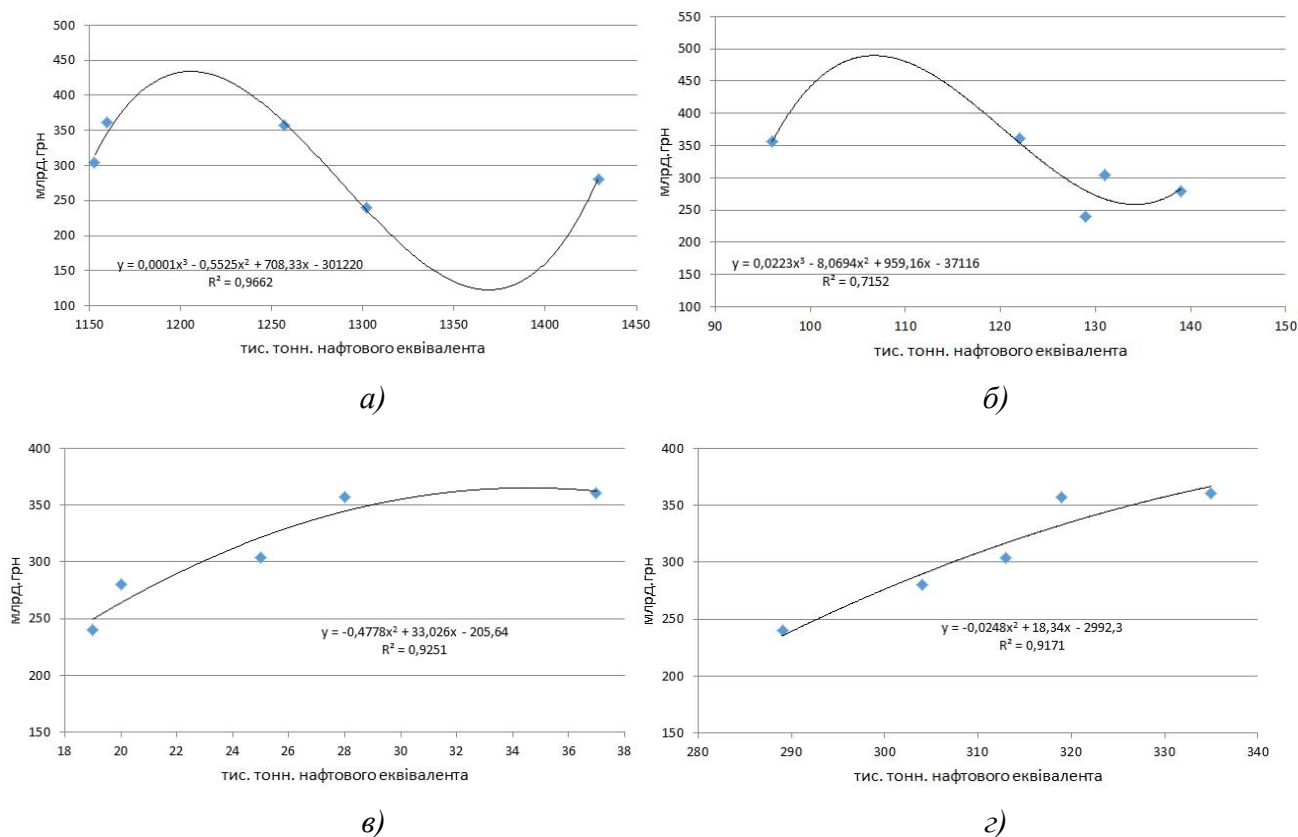 500
450
400
350
300
250
200
150
100
млрд.грн
y = 0,0001x³ - 0,5525x² + 708,33x - 301220
R² = 0,9662
1150 1200 1250 1300 1350 1400 1450
тис. тонн. нафтового еквівалента
а)
550
500
450
400
350
300
250
200
150
100
млрд.грн
y = 0,0223x³ - 8,0694x² + 959,16x - 37116
R² = 0,7152
90 100 110 120 130 140 150
тис. тонн. нафтового еквівалента
б)
400
350
300
250
200
150
млрд.грн
y = -0,4778x² + 33,026x - 205,64
R² = 0,9251
18 20 22 24 26 28 30 32 34 36 38
тис. тонн. нафтового еквівалента
в)
400
350
300
250
200
150
млрд.грн
y = -0,0248x² + 18,34x - 2992,3
R² = 0,9171
280 290 300 310 320 330 340
тис. тонн. нафтового еквівалента
г)